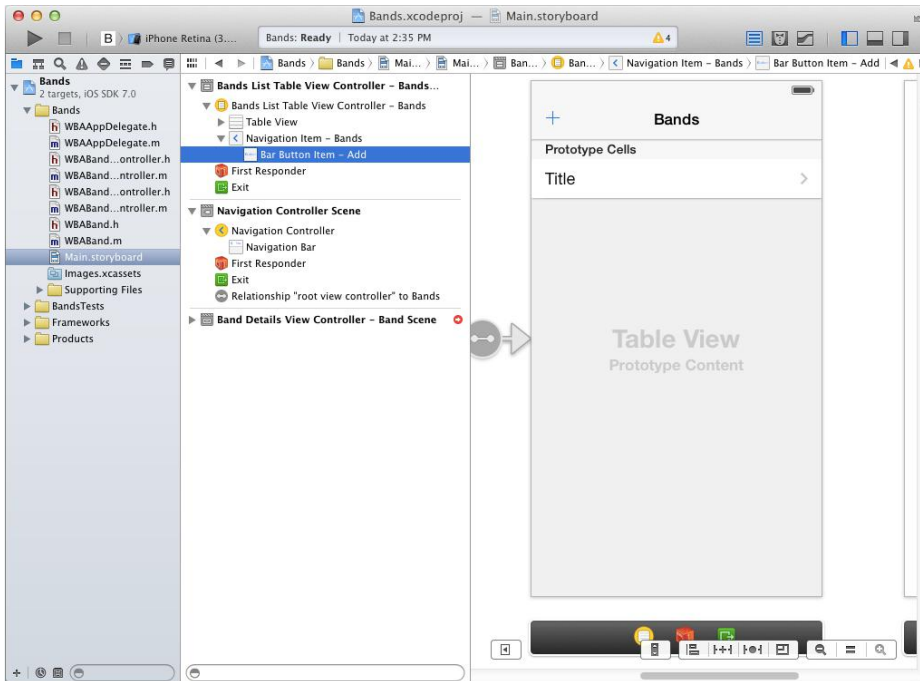 Bands.xcodeproj — Main.storyboard
B iPhone Retina (3.... Bands: Ready | Today at 2:35 PM 4
Bands Bands Mai... Mai... Ban... Ban... Navigation Item – Bands Bar Button Item – Add
Bands
2 targets, iOS SDK 7.0
Bands
WBAAppDelegate.h
WBAAppDelegate.m
WBABand...ontroller.h
WBABand...ntroller.m
WBABand...ontroller.h
WBABand...ntroller.m
WBABand.h
WBABand.m
Main.storyboard
Images.xcassets
Supporting Files
BandsTests
Frameworks
Products
Bands List Table View Controller – Bands...
Bands List Table View Controller – Bands
Table View
Navigation Item – Bands
Bar Button Item – Add
First Responder
Exit
Navigation Controller Scene
Navigation Controller
Navigation Bar
First Responder
Exit
Relationship "root view controller" to Bands
Band Details View Controller – Band Scene
+ Bands
Prototype Cells
Title
Table View
Prototype Content